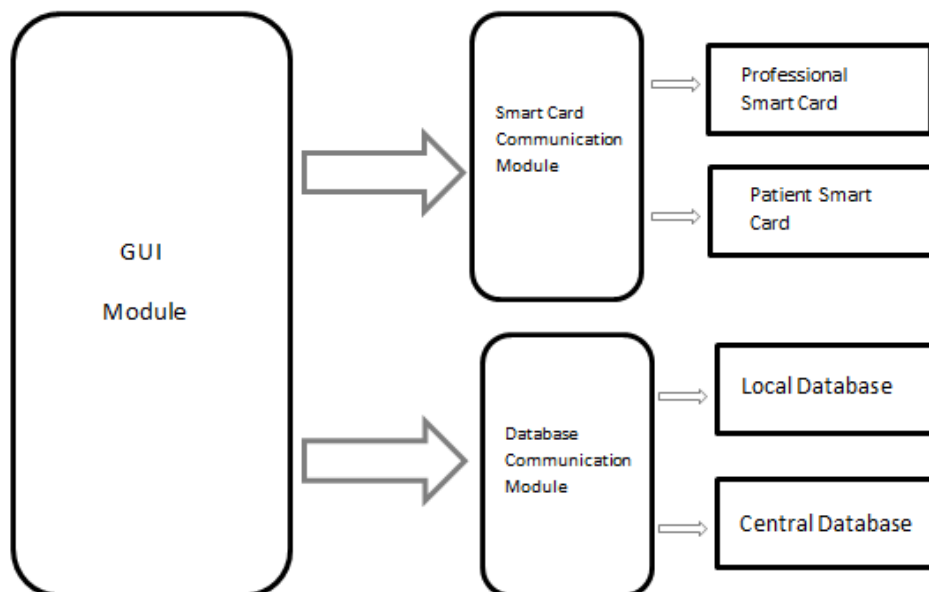 GUI
Module
Smart Card
Communication
Module
Professional
Smart Card
Patient Smart
Card
Database
Communication
Module
Local Database
Central Database